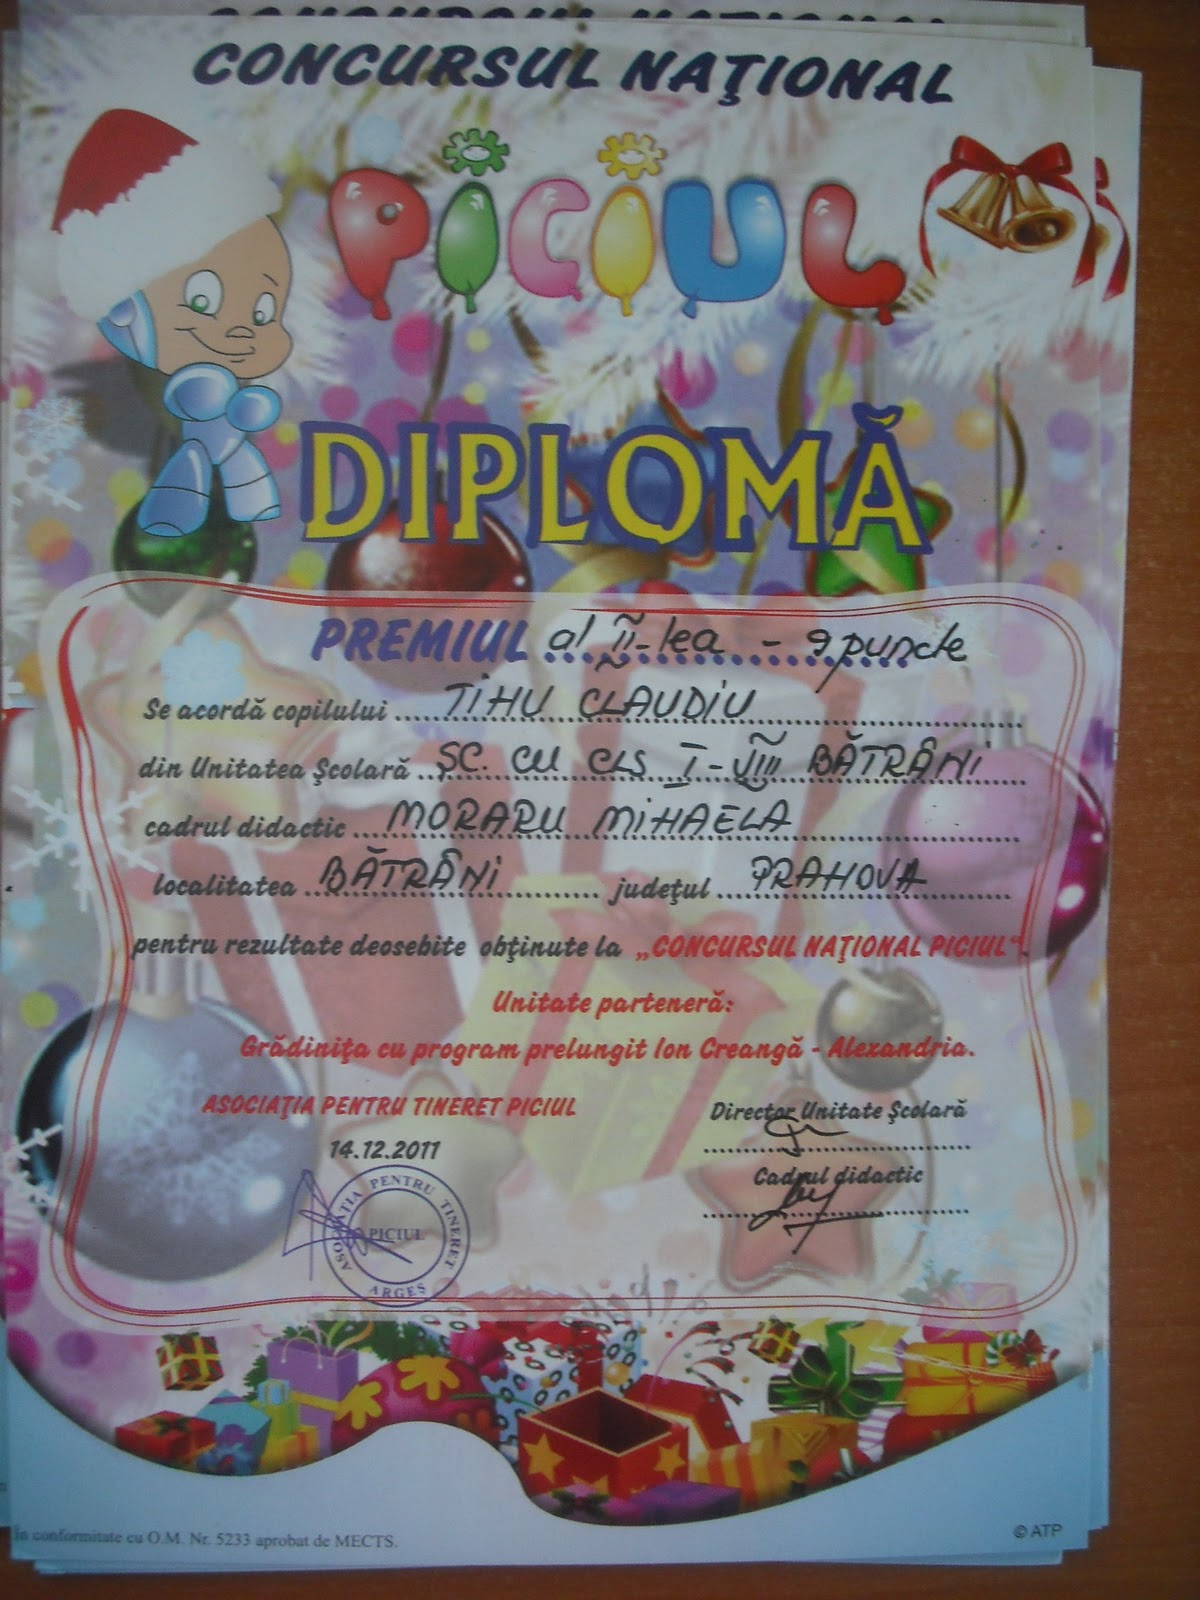 CONCURSUL NAŢIONAL
PICIUL
DIPLOMĂ
PREMIUL al II-lea - 9 puncte
Se acordă copilului TIHU CLAUDIU
din Unitatea Şcolară ŞC. CU CLS I-VIII BĂTRÂNI
cadrul didactic MORARU MIHAELA
localitatea BĂTRÂNI judeţul PRAHOVA
pentru rezultate deosebite obţinute la „CONCURSUL NAŢIONAL PICIUL“.
Unitate parteneră:
Grădiniţa cu program prelungit Ion Creangă - Alexandria.
ASOCIAŢIA PENTRU TINERET PICIUL
14.12.2011
Director Unitate Şcolară
Cadrul didactic
ASOCIAŢIA PENTRU TINERET
PICIUL
ARGEŞ
În conformitate cu O.M. Nr. 5233 aprobat de MECTS.
© ATP